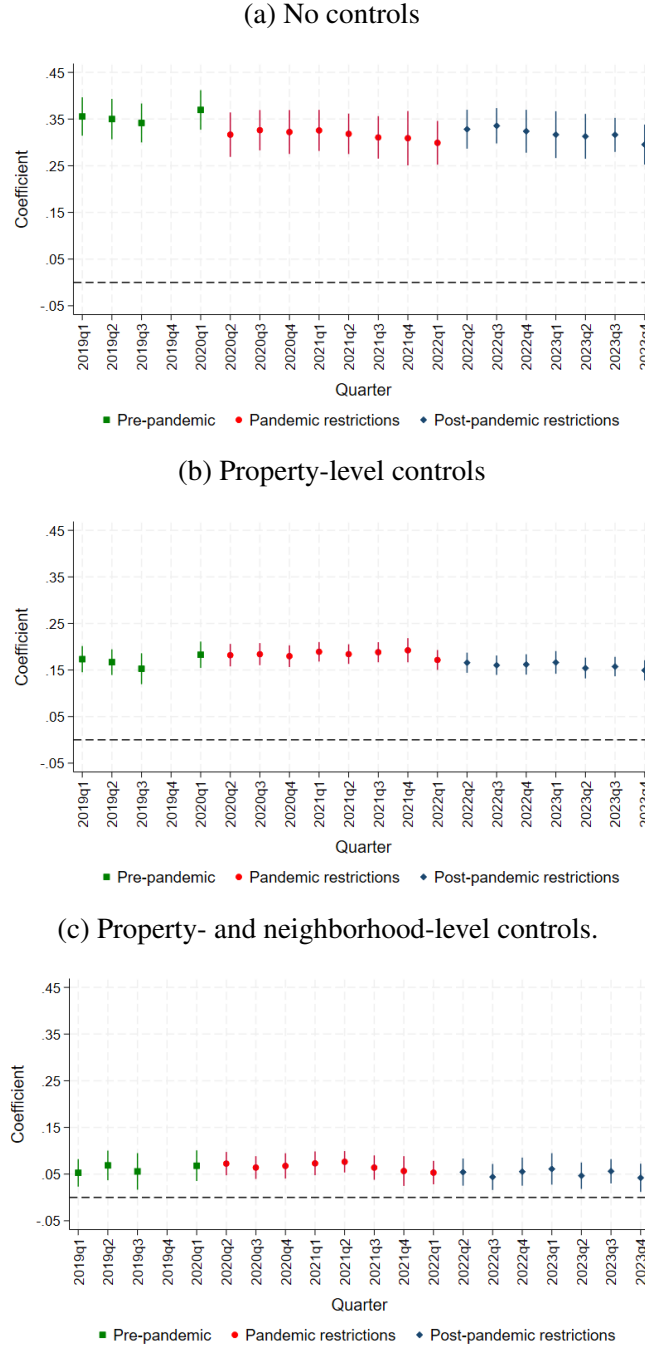 (a) No controls
.45
.35
.25
.15
.05
-.05
Coefficient
2019q1
2019q2
2019q3
2019q4
2020q1
2020q2
2020q3
2020q4
2021q1
2021q2
2021q3
2021q4
2022q1
2022q2
2022q3
2022q4
2023q1
2023q2
2023q3
2023q4
Quarter
Pre-pandemic Pandemic restrictions Post-pandemic restrictions
(b) Property-level controls
.45
.35
.25
.15
.05
-.05
Coefficient
2019q1
2019q2
2019q3
2019q4
2020q1
2020q2
2020q3
2020q4
2021q1
2021q2
2021q3
2021q4
2022q1
2022q2
2022q3
2022q4
2023q1
2023q2
2023q3
2023q4
Quarter
Pre-pandemic Pandemic restrictions Post-pandemic restrictions
(c) Property- and neighborhood-level controls.
.45
.35
.25
.15
.05
-.05
Coefficient
2019q1
2019q2
2019q3
2019q4
2020q1
2020q2
2020q3
2020q4
2021q1
2021q2
2021q3
2021q4
2022q1
2022q2
2022q3
2022q4
2023q1
2023q2
2023q3
2023q4
Quarter
Pre-pandemic Pandemic restrictions Post-pandemic restrictions